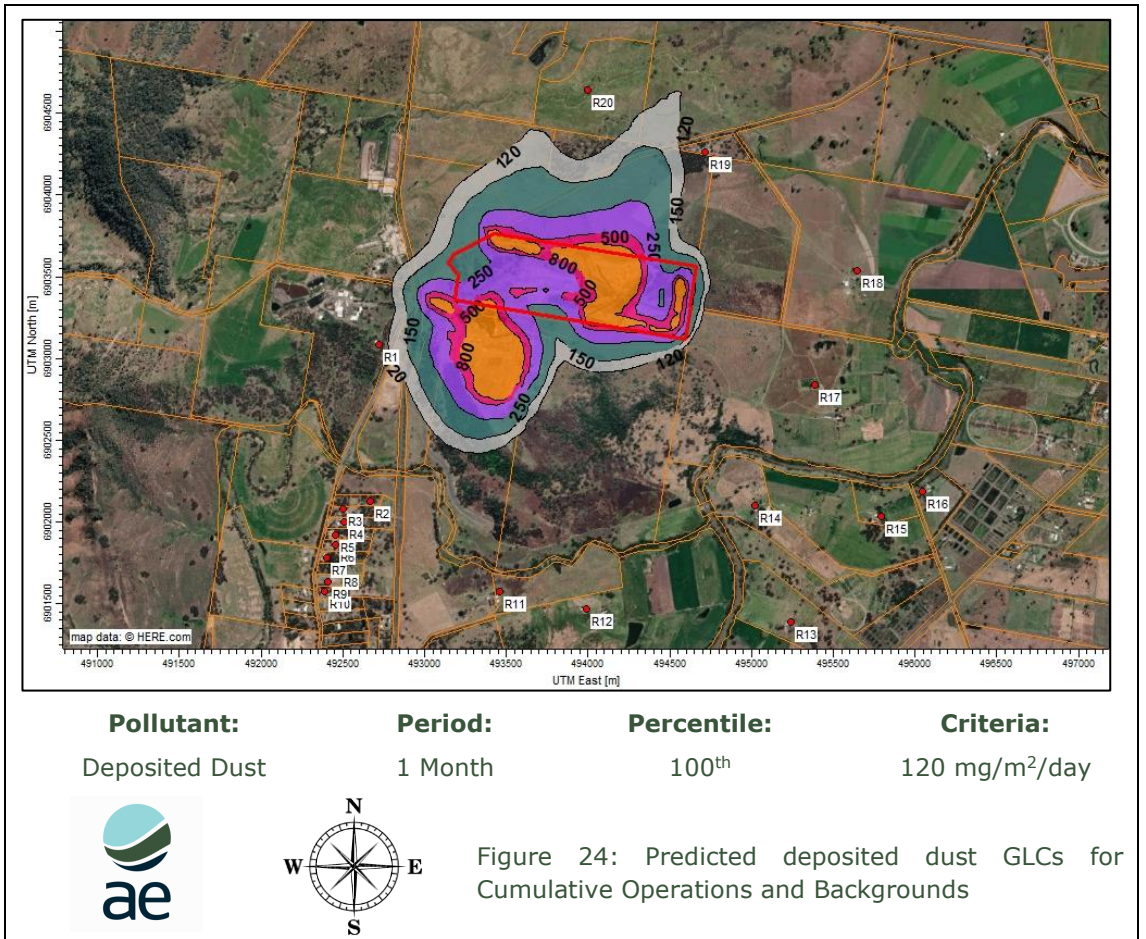 6904500
6904000
6903500
6903000
6902500
6902000
6901500
UTM North [m]
R20
120
120
R19
150
500
250
800
250
500
R18
500
150
800
R1
20
150
120
250
R17
R2
R3
R4
R5
R6
R7
R8
R9
R10
R11
R12
R13
R14
R15
R16
map data: © HERE.com
491000 491500 492000 492500 493000 493500 494000 494500 495000 495500 496000 496500 497000
UTM East [m]
Pollutant: Period: Percentile: Criteria:
Deposited Dust 1 Month 100th 120 mg/m²/day
ae
N
W E
S
Figure 24: Predicted deposited dust GLCs for
Cumulative Operations and Backgrounds